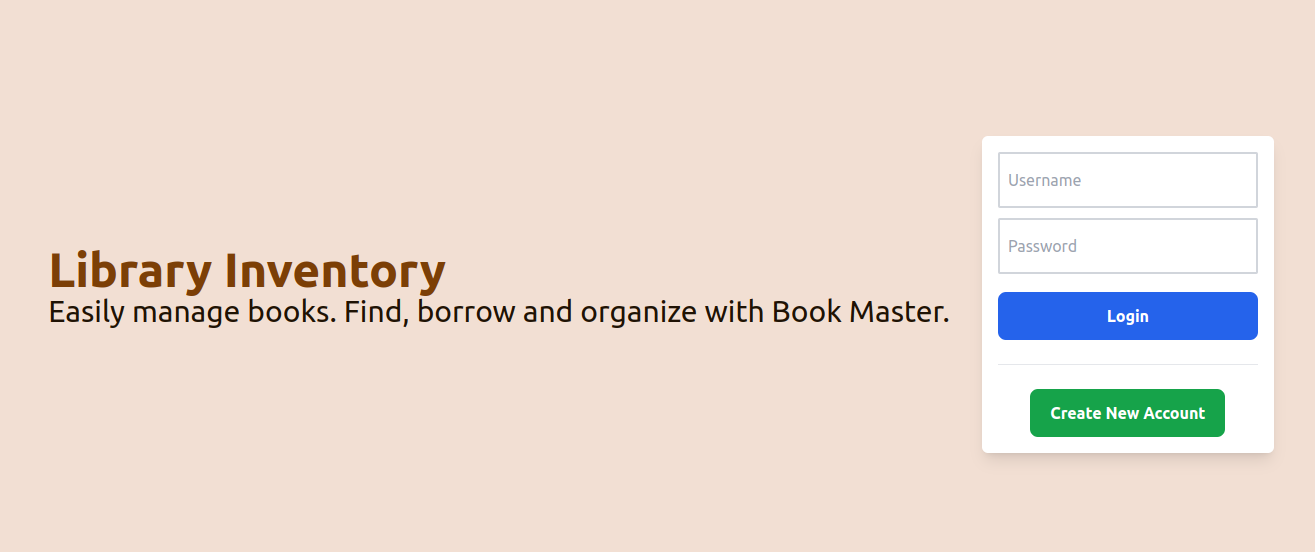 Library Inventory
Easily manage books. Find, borrow and organize with Book Master.
Username
Password
Login
Create New Account